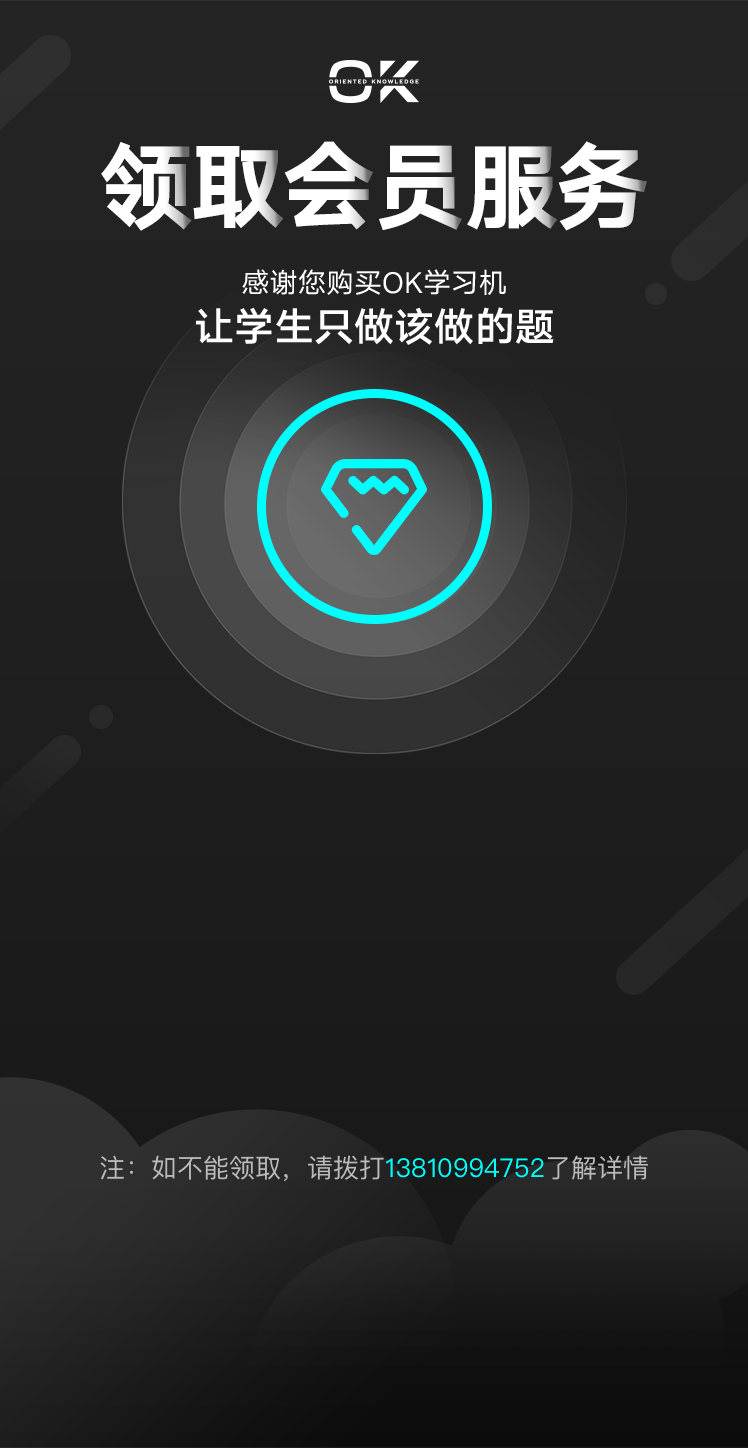 OK
ORIENTED KNOWLEDGE
领取会员服务
感谢您购买OK学习机
让学生只做该做的题
注：如不能领取，请拨打13810994752了解详情